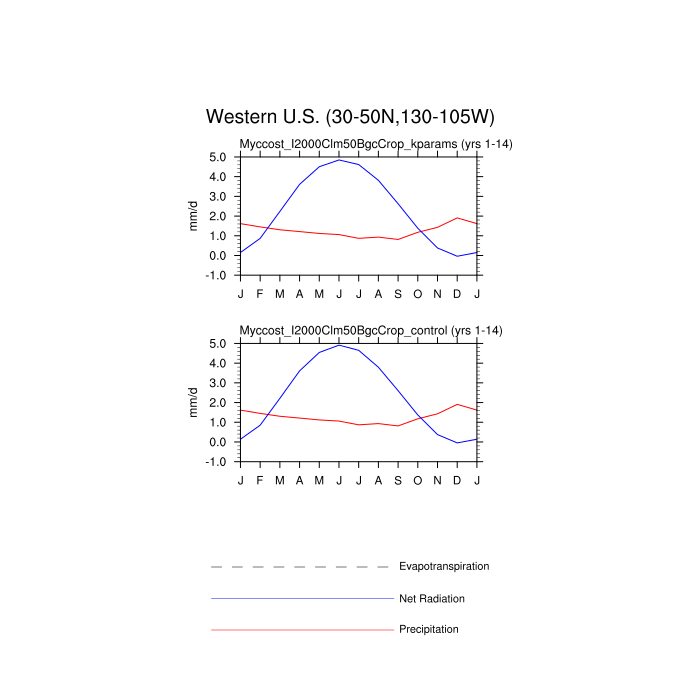 Western U.S. (30-50N,130-105W)
Myccost_I2000Clm50BgcCrop_kparams (yrs 1-14)
5.0
4.0
3.0
2.0
1.0
0.0
-1.0
mm/d
J F M A M J J A S O N D J
Myccost_I2000Clm50BgcCrop_control (yrs 1-14)
5.0
4.0
3.0
2.0
1.0
0.0
-1.0
mm/d
J F M A M J J A S O N D J
Evapotranspiration
Net Radiation
Precipitation